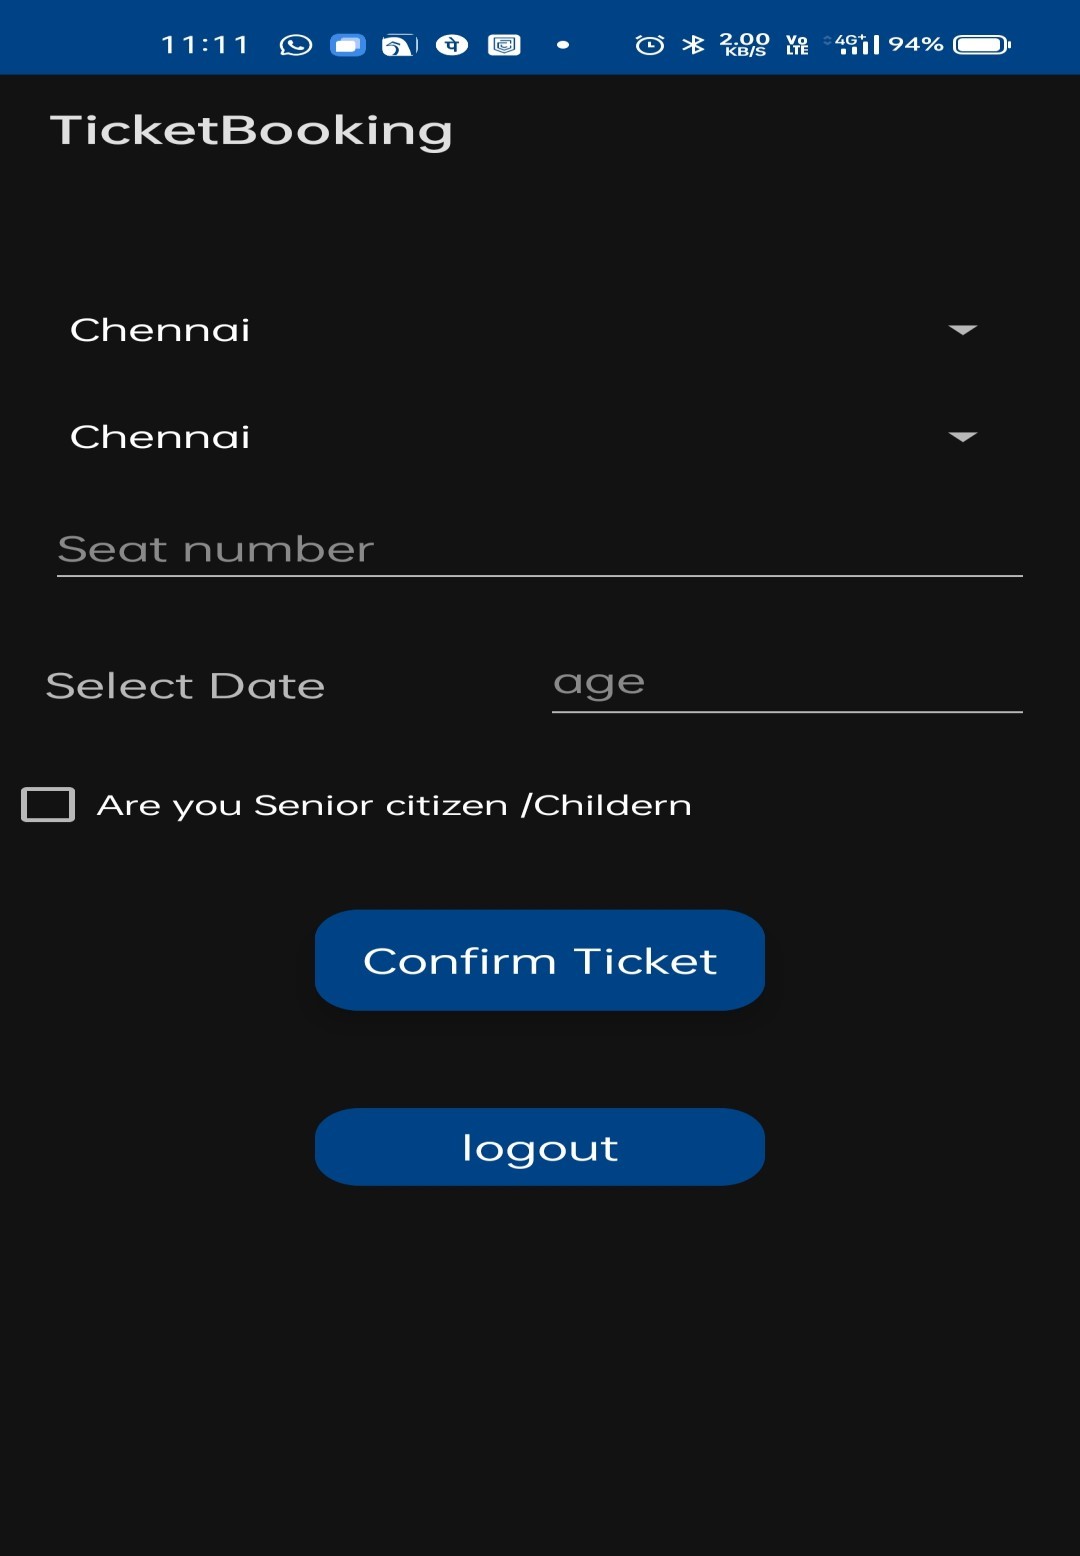 11:11 पे 2.00 KB/S Vo LTE 4G+ 94%
TicketBooking
Chennai
Chennai
Seat number
Select Date age
Are you Senior citizen /Childern
Confirm Ticket
logout